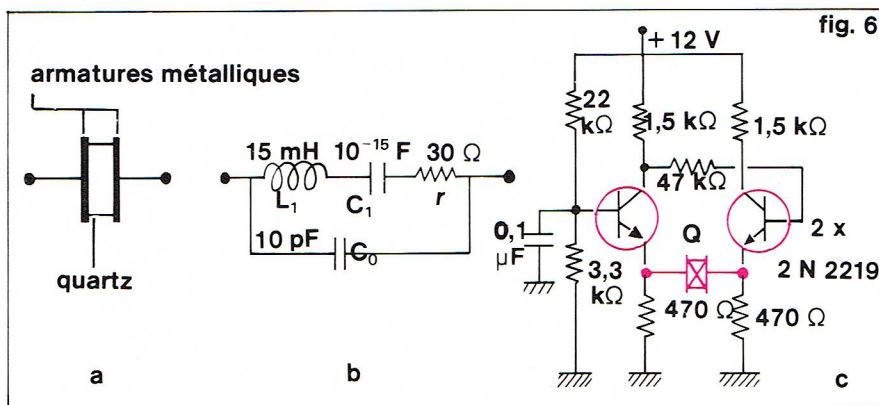 fig. 6
armatures métalliques
quartz
a
15 mH
10⁻¹⁵ F
30 Ω
L₁
C₁
r
10 pF
C₀
b
+ 12 V
22
kΩ
1,5 kΩ
1,5 kΩ
47 kΩ
0,1
µF
3,3
kΩ
Q
2 x
2 N 2219
470 Ω
470 Ω
c